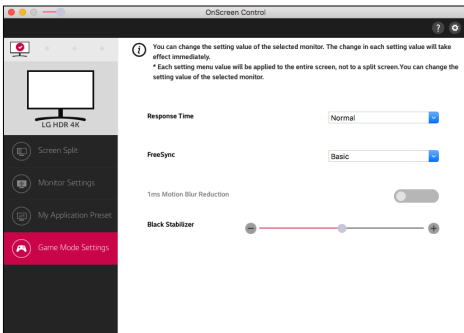 OnScreen Control
?
i
You can change the setting value of the selected monitor. The change in each setting value will take
effect immediately.
* Each setting menu value will be applied to the entire screen, not to a split screen.You can change the
setting value of the selected monitor.
LG HDR 4K
Screen Split
Monitor Settings
My Application Preset
Game Mode Settings
Response Time
Normal
FreeSync
Basic
1ms Motion Blur Reduction
Black Stabilizer